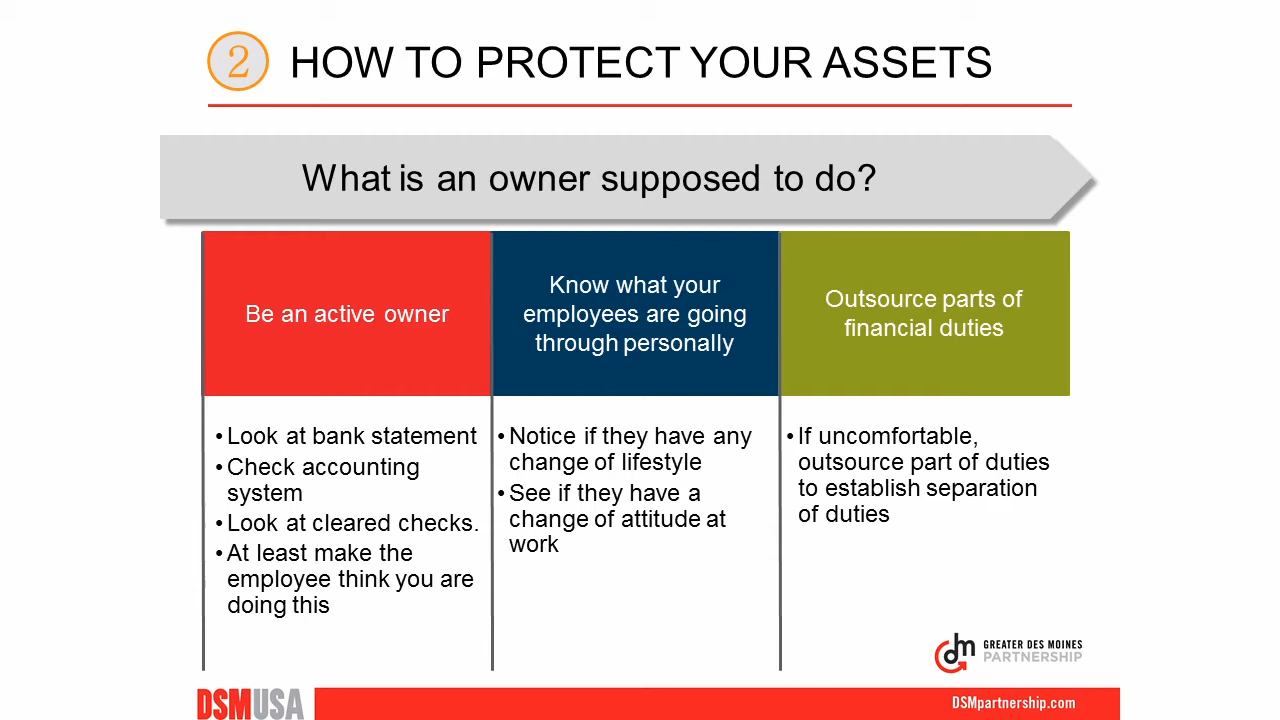 2 HOW TO PROTECT YOUR ASSETS
What is an owner supposed to do?
Be an active owner
•Look at bank statement
•Check accounting
system
•Look at cleared checks.
•At least make the
employee think you are
doing this
Know what your
employees are going
through personally
•Notice if they have any
change of lifestyle
•See if they have a
change of attitude at
work
Outsource parts of
financial duties
•If uncomfortable,
outsource part of duties
to establish separation
of duties
dm
GREATER DES MOINES
PARTNERSHIP
DSMUSA
DSMpartnership.com